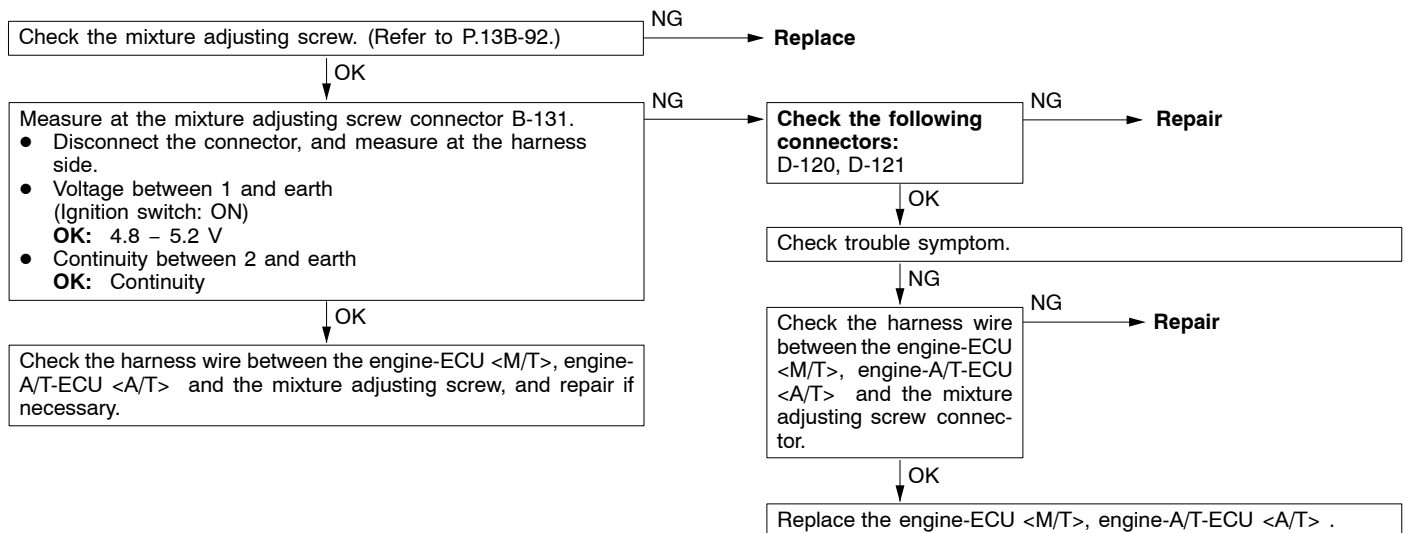 Check the mixture adjusting screw. (Refer to P.13B-92.)
NG
Replace
OK
Measure at the mixture adjusting screw connector B-131.
● Disconnect the connector, and measure at the harness
side.
● Voltage between 1 and earth
(Ignition switch: ON)
OK: 4.8 – 5.2 V
● Continuity between 2 and earth
OK: Continuity
NG
Check the following
connectors:
D-120, D-121
NG
Repair
OK
Check trouble symptom.
NG
Check the harness wire
between the engine-ECU
<M/T>, engine-A/T-ECU
<A/T> and the mixture
adjusting screw connec-
tor.
NG
Repair
OK
Replace the engine-ECU <M/T>, engine-A/T-ECU <A/T> .
OK
Check the harness wire between the engine-ECU <M/T>, engine-
A/T-ECU <A/T> and the mixture adjusting screw, and repair if
necessary.